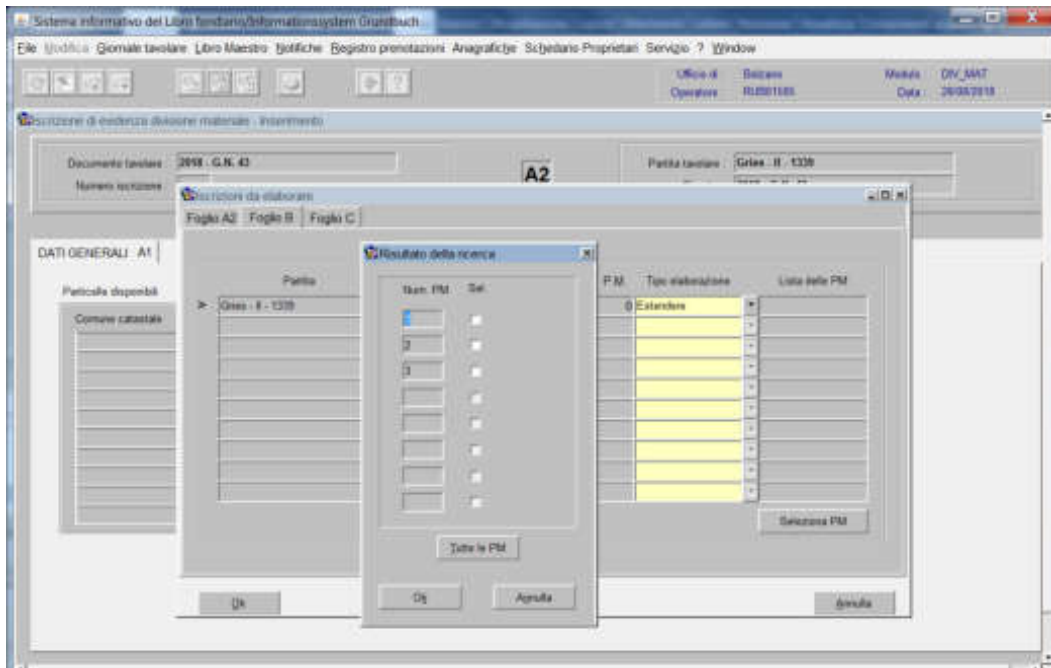 Sistema informativo del Libro fondiario/Informationssystem Grundbuch
File Modifica Giornale tavolare Libro Maestro Notifiche Registro prenotazioni Anagrafiche Schedario Proprietari Servizio ? Window
Ufficio di Bolzano Modulo DIV_MAT
Operatore Data :
Iscrizione di evidenza divisione materiale - Inserimento
Documento tavolare 2018 - G.N. 43 A2 Partita tavolare Gries - II - 1339
Numero iscrizione
Iscrizioni da elaborare
Foglio A2 Foglio B Foglio C
DATI GENERALI A1
Risultato della ricerca
Particelle disponibili Partita Num. PM Sel. P.M. Tipo elaborazione Lista delle PM
Comune catastale Gries - II - 1339 1 0 Estendere
2
3
Seleziona PM
Tutte le PM
Ok Annulla
Ok Annulla